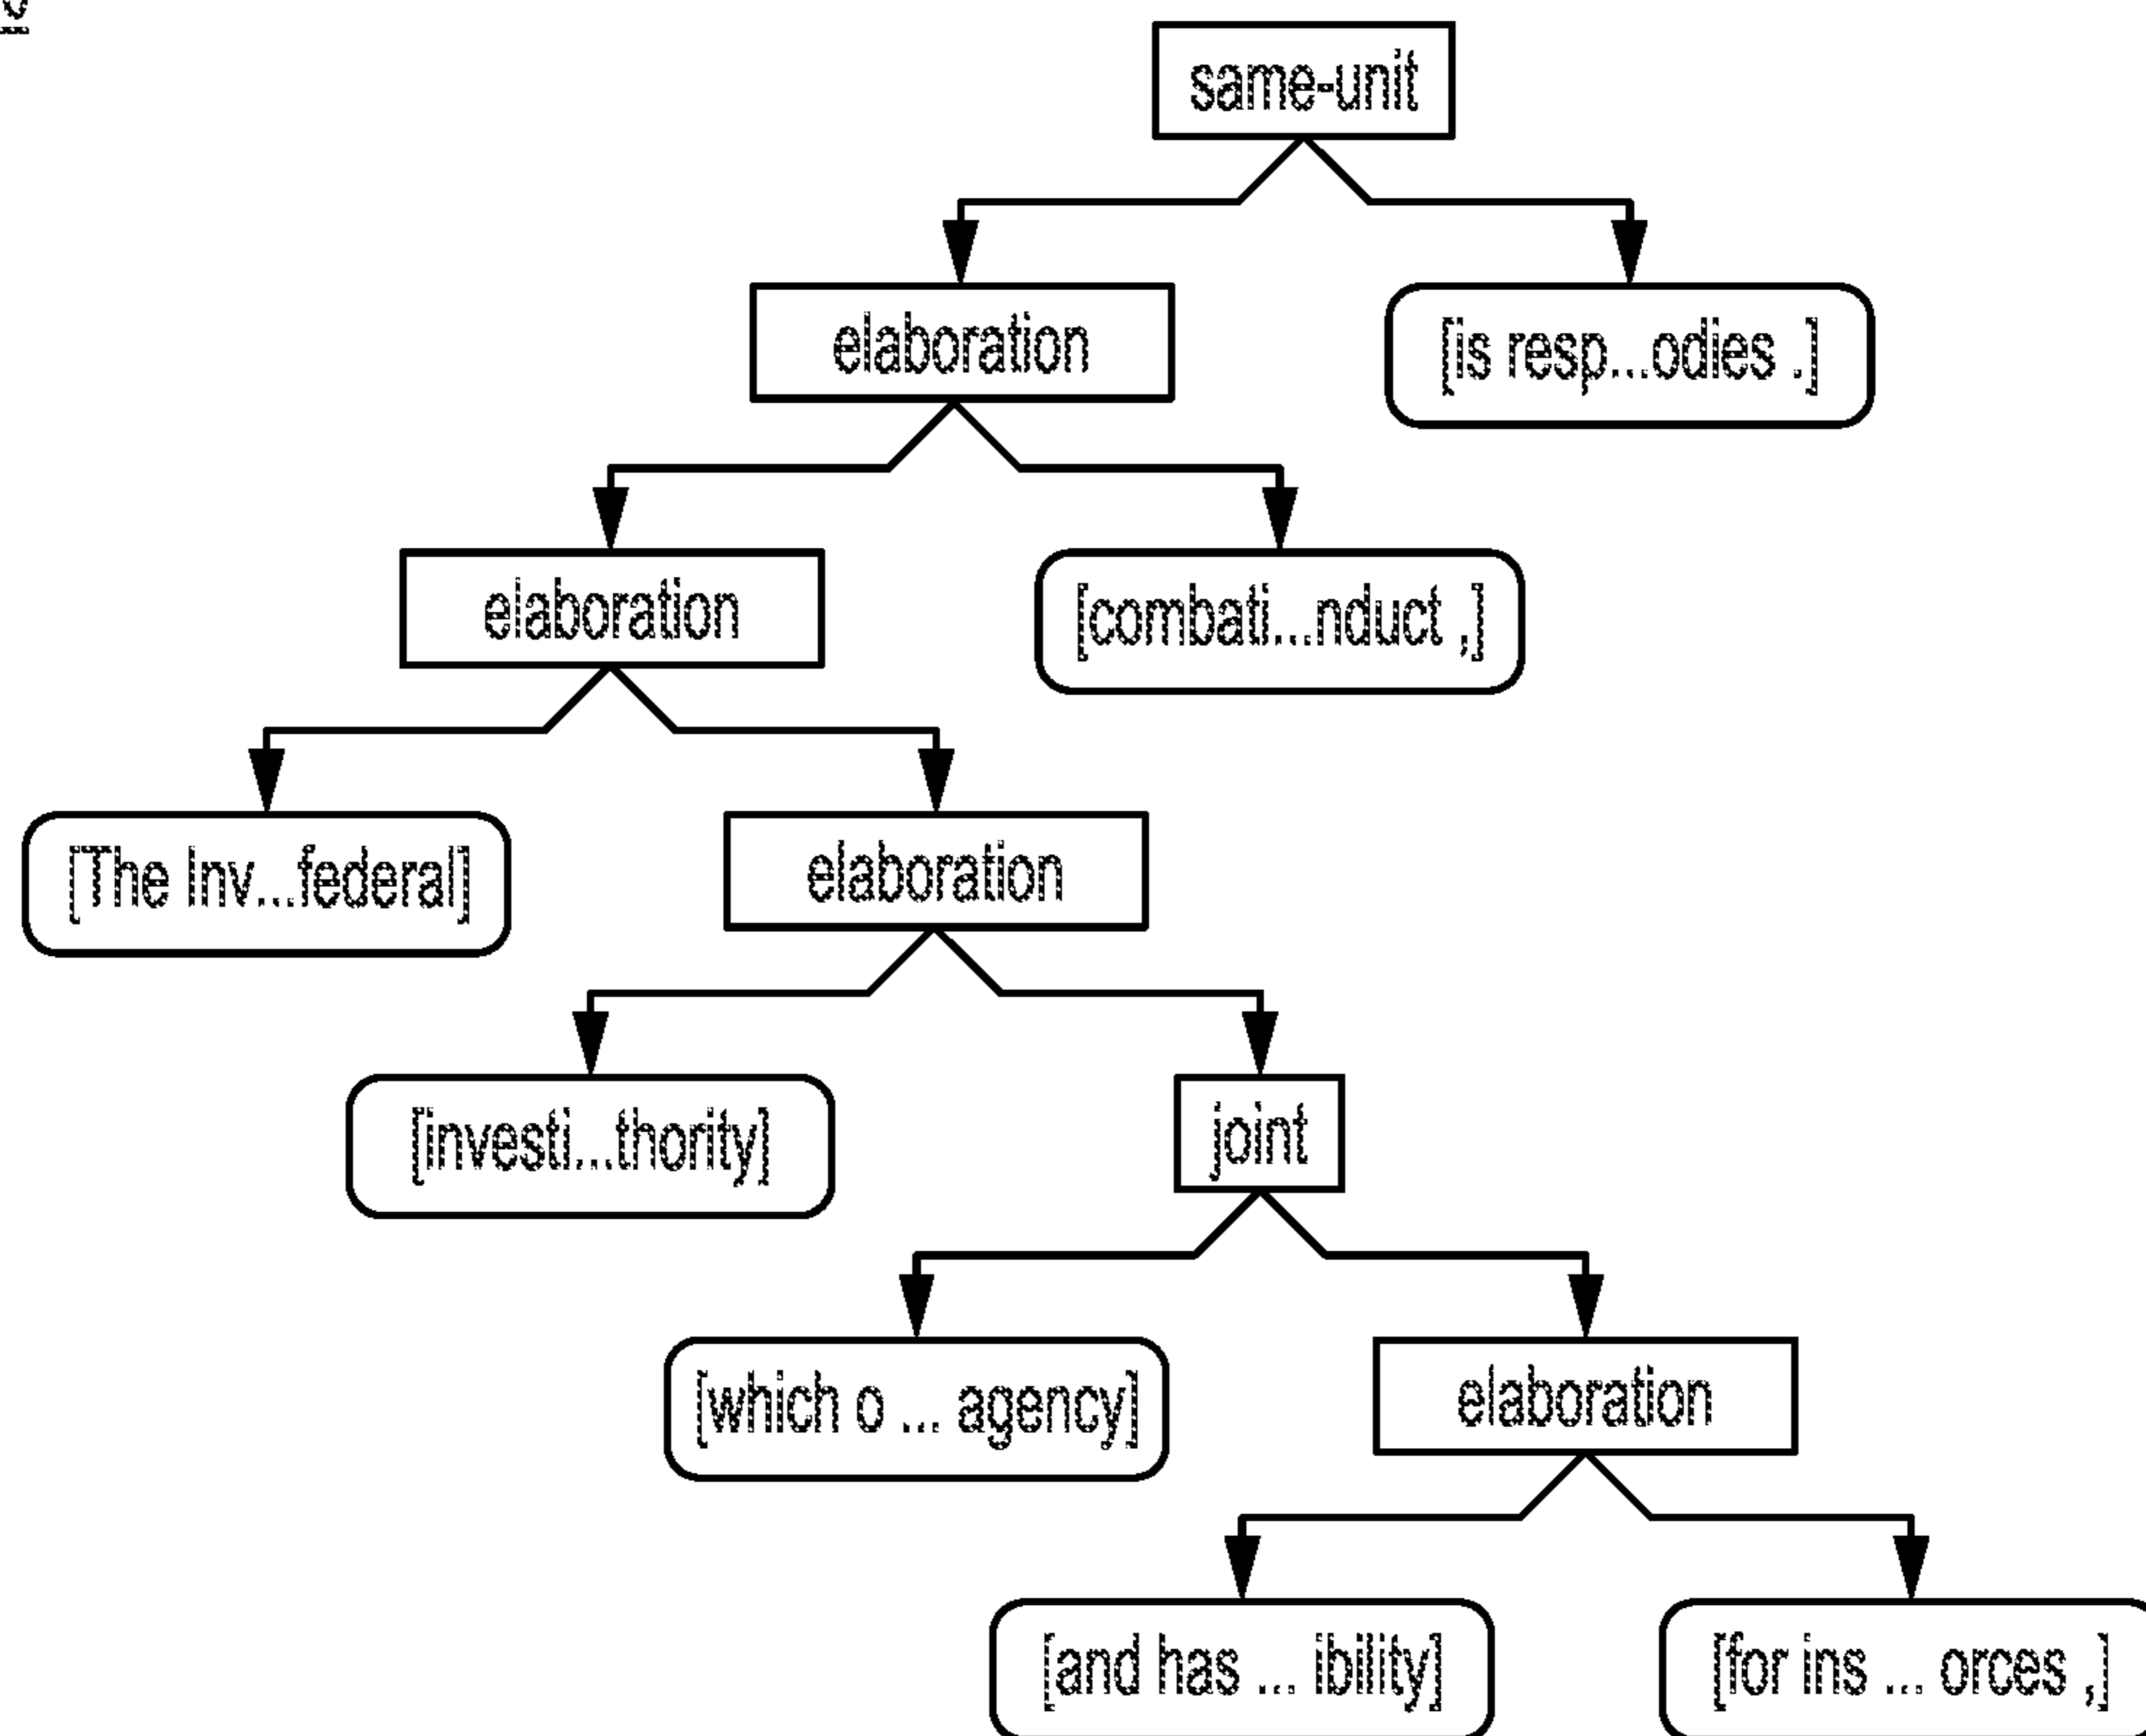 same-unit
elaboration
[is resp...odies .]
elaboration
[combati...nduct ,]
[The Inv...federal]
elaboration
[investi...thority]
joint
[which o ... agency]
elaboration
[and has ... ibility]
[for ins ... orces ,]